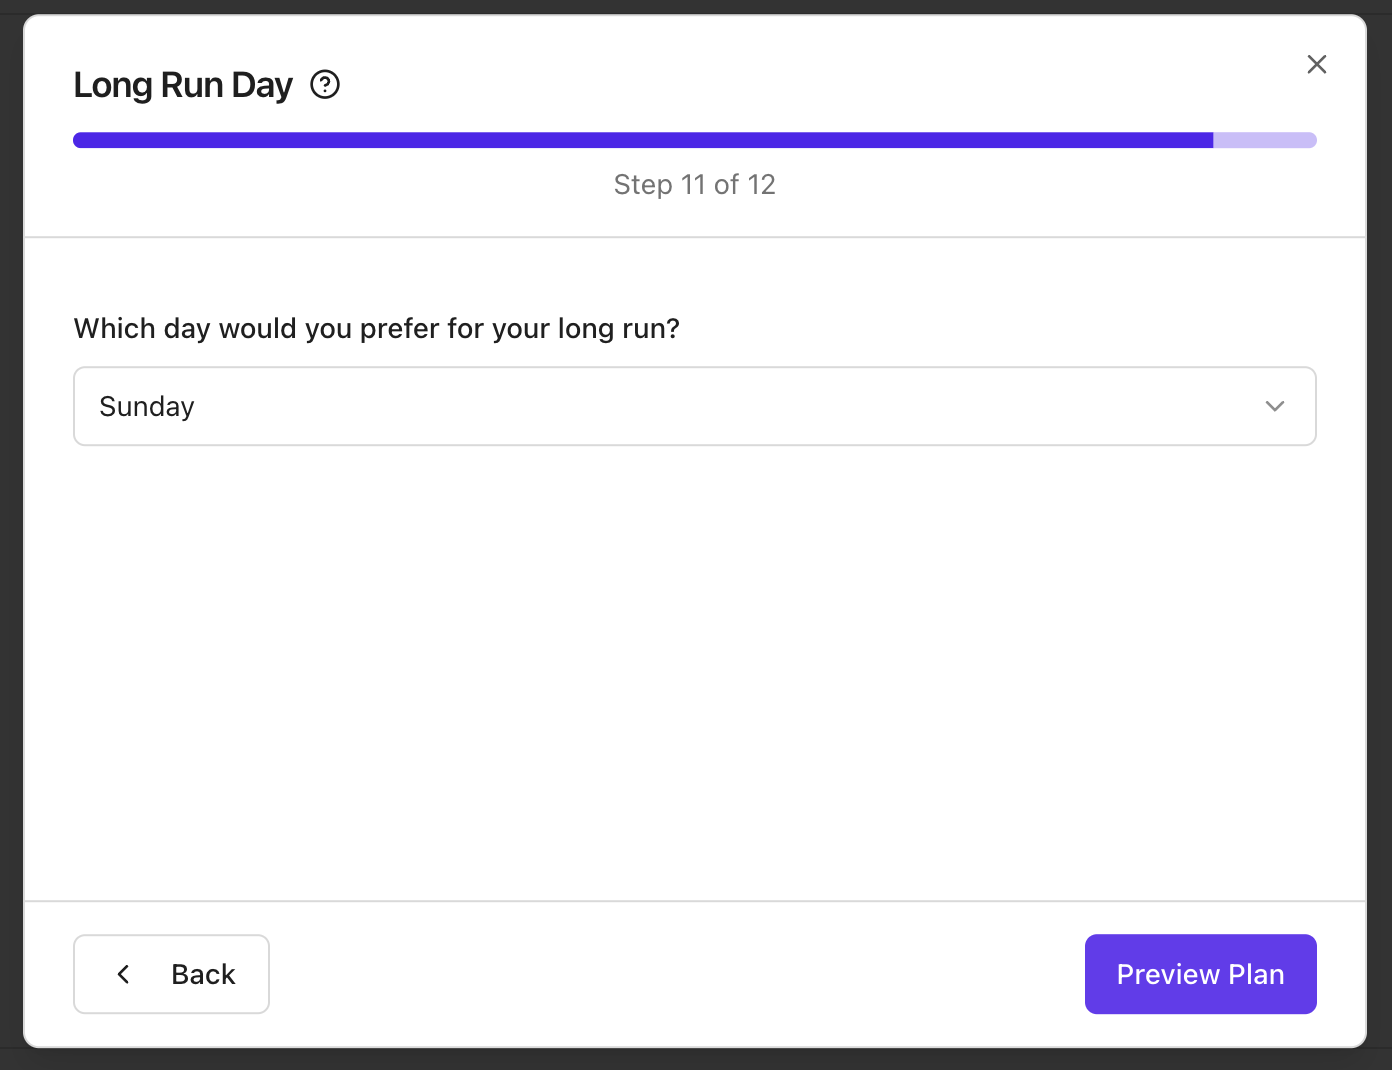 Long Run Day
Step 11 of 12
Which day would you prefer for your long run?
Sunday
Back
Preview Plan